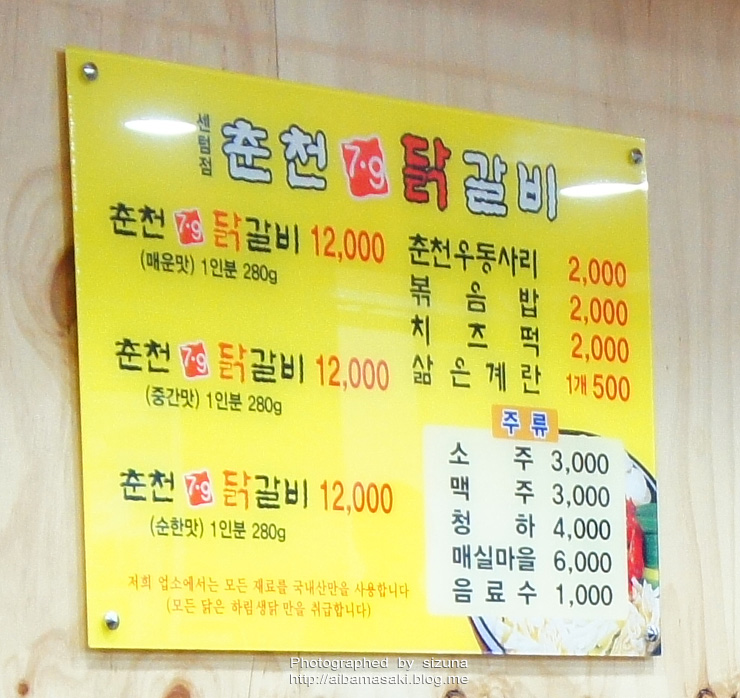 센텀점
춘천 7·9 닭갈비
춘천 7·9 닭갈비 12,000
(매운맛) 1인분 280g
춘천 7·9 닭갈비 12,000
(중간맛) 1인분 280g
춘천 7·9 닭갈비 12,000
(순한맛) 1인분 280g
저희 업소에서는 모든 재료를 국내산만을 사용합니다
(모든 닭은 하림생닭 만을 취급합니다)
춘천우동사리 2,000
볶음밥 2,000
치즈떡 2,000
삶은계란 1개 500
주류
소주 3,000
맥주 3,000
청하 4,000
매실마을 6,000
음료수 1,000
Photographed by sizuna
http://aibamasaki.blog.me